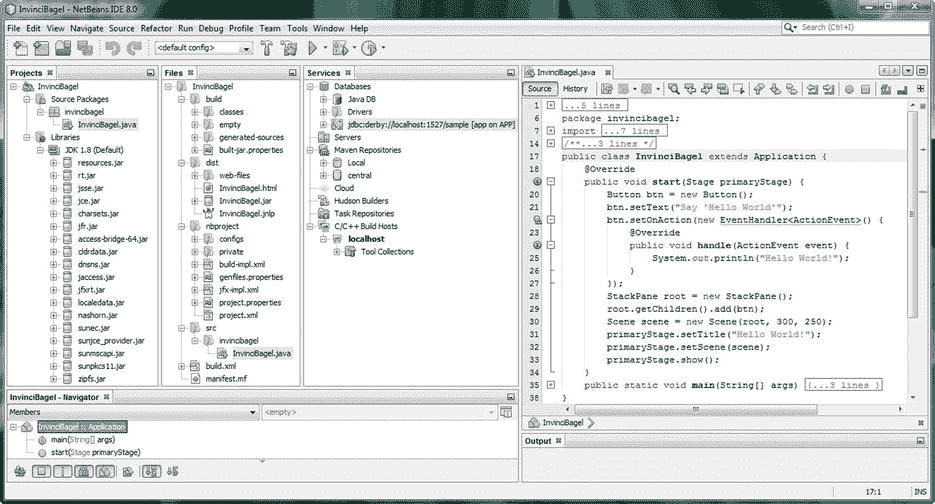 InvinciBagel - NetBeans IDE 8.0
File Edit View Navigate Source Refactor Run Debug Profile Team Tools Window Help
Search (Ctrl+I)
<default config>
Projects
InvinciBagel
Source Packages
invincibagel
InvinciBagel.java
Libraries
JDK 1.8 (Default)
resources.jar
rt.jar
jsse.jar
jce.jar
charsets.jar
jfr.jar
access-bridge-64.jar
cldrdata.jar
dnsns.jar
jaccess.jar
jfxrt.jar
localedata.jar
nashorn.jar
sunec.jar
sunjce_provider.jar
sunmscapi.jar
sunpkcs11.jar
zipfs.jar
Files
InvinciBagel
build
classes
empty
generated-sources
built-jar.properties
dist
web-files
InvinciBagel.html
InvinciBagel.jar
InvinciBagel.jnlp
nbproject
configs
private
build-impl.xml
genfiles.properties
jfx-impl.xml
project.properties
project.xml
src
invincibagel
InvinciBagel.java
build.xml
manifest.mf
Services
Databases
Java DB
Drivers
jdbc:derby://localhost:1527/sample [app on APP]
Servers
Maven Repositories
Local
central
Cloud
Hudson Builders
Task Repositories
C/C++ Build Hosts
localhost
Tool Collections
InvinciBagel.java
Source History
1 ...5 lines
6 package invincibagel;
7 import ...7 lines
14 /**...3 lines */
17 public class InvinciBagel extends Application {
18 @Override
public void start(Stage primaryStage) {
20 Button btn = new Button();
21 btn.setText("Say 'Hello World'");
btn.setOnAction(new EventHandler<ActionEvent>() {
23 @Override
public void handle(ActionEvent event) {
25 System.out.println("Hello World!");
26 }
27 });
28 StackPane root = new StackPane();
29 root.getChildren().add(btn);
30 Scene scene = new Scene(root, 300, 250);
31 primaryStage.setTitle("Hello World!");
32 primaryStage.setScene(scene);
33 primaryStage.show();
34 }
35 public static void main(String[] args) {...3 lines }
38 }
InvinciBagel
InvinciBagel - Navigator
Members
<empty>
InvinciBagel :: Application
main(String[] args)
start(Stage primaryStage)
Output
17:1 INS